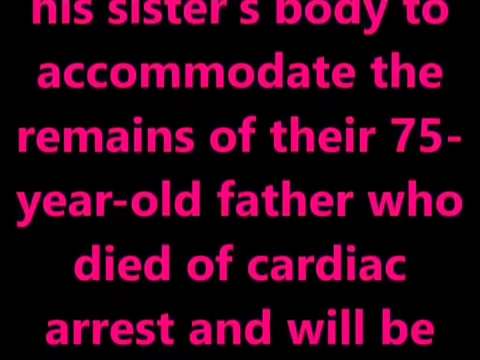 his sister's body to
accommodate the
remains of their 75-
year-old father who
died of cardiac
arrest and will be